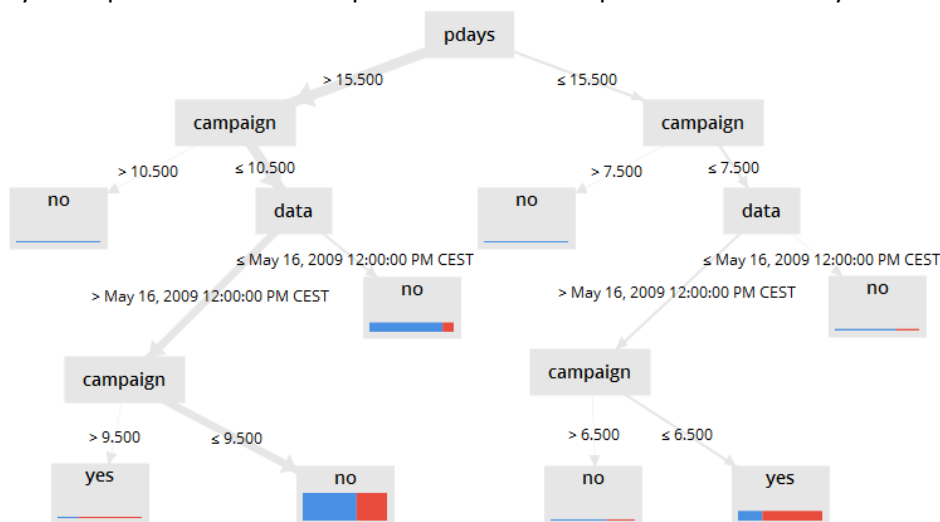 pdays
> 15.500
≤ 15.500
campaign
campaign
> 10.500
≤ 10.500
> 7.500
≤ 7.500
no
data
no
data
≤ May 16, 2009 12:00:00 PM CEST
≤ May 16, 2009 12:00:00 PM CEST
> May 16, 2009 12:00:00 PM CEST
> May 16, 2009 12:00:00 PM CEST
no
no
campaign
campaign
> 9.500
≤ 9.500
> 6.500
≤ 6.500
yes
no
no
yes